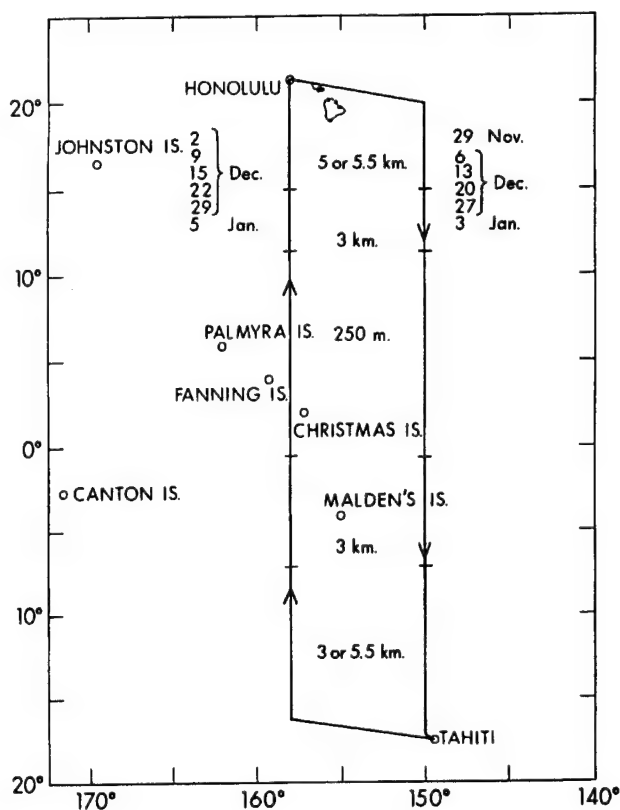 HONOLULU
20°
JOHNSTON IS.
2
9
15
22
29
Dec.
5 Jan.
5 or 5.5 km.
29 Nov.
6
13
20
27
Dec.
3 Jan.
3 km.
10°
PALMYRA IS.
250 m.
FANNING IS.
CHRISTMAS IS.
0°
CANTON IS.
MALDEN'S IS.
3 km.
10°
3 or 5.5 km.
TAHITI
20°
170°
160°
150°
140°